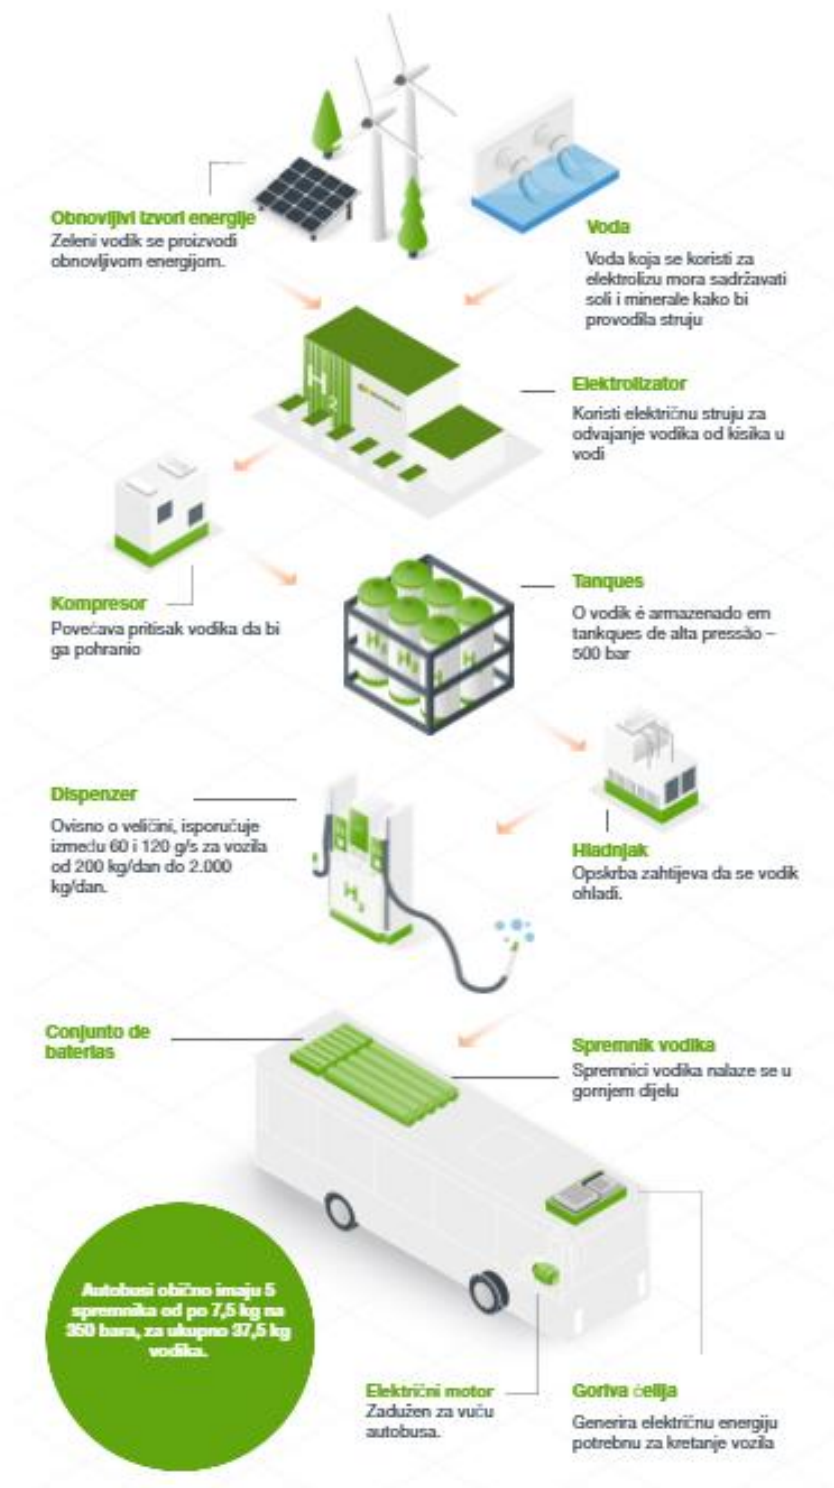 Obnovljivi izvori energije
Zeleni vodik se proizvodi
obnovljivom energijom.
Voda
Voda koja se koristi za
elektrolizu mora sadržavati
soli i minerale kako bi
provodila struju
H2
Elektrolizator
Koristi električnu struju za
odvajanje vodika od kisika u
vodi
Kompresor
Povećava pritisak vodika da bi
ga pohranio
Tanques
O vodik é armazenado em
tankques de alta pressão –
500 bar
H2
H2
H2
Dispenzer
Ovisno o veličini, isporučuje
između 60 i 120 g/s za vozila
od 200 kg/dan do 2.000
kg/dan.
H2
Hladnjak
Opskrba zahtijeva da se vodik
ohladi.
Conjunto de
baterias
Spremnik vodika
Spremnici vodika nalaze se u
gornjem dijelu
Autobusi obično imaju 5
spremnika od po 7,5 kg na
350 bara, za ukupno 37,5 kg
vodika.
Električni motor
Zadužen za vuču
autobusa.
Goriva ćelija
Generira električnu energiju
potrebnu za kretanje vozila